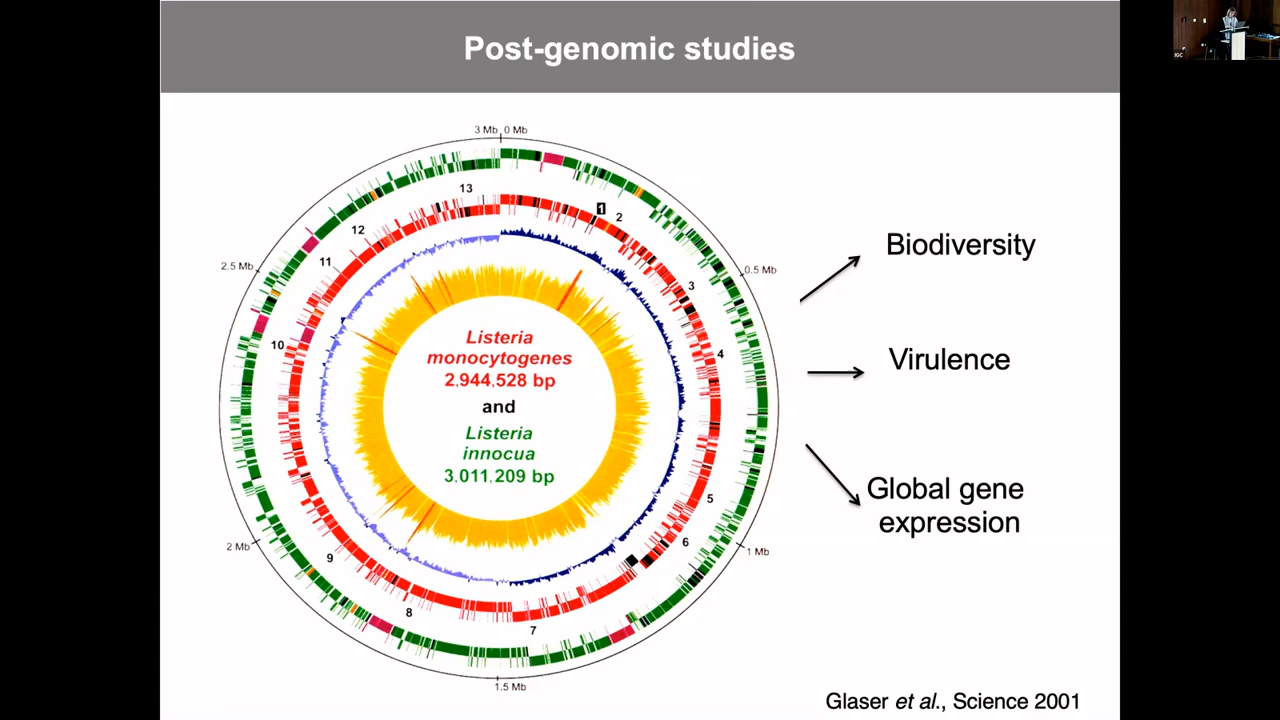 Post-genomic studies
3 Mb 0 Mb
13
1
2
12
11
2.5 Mb
0.5 Mb
3
10
4
Listeria
monocytogenes
2,944,528 bp
and
Listeria
innocua
3,011,209 bp
5
6
2 Mb
1 Mb
9
8
7
1.5 Mb
Biodiversity
Virulence
Global gene
expression
Glaser et al., Science 2001
IGC